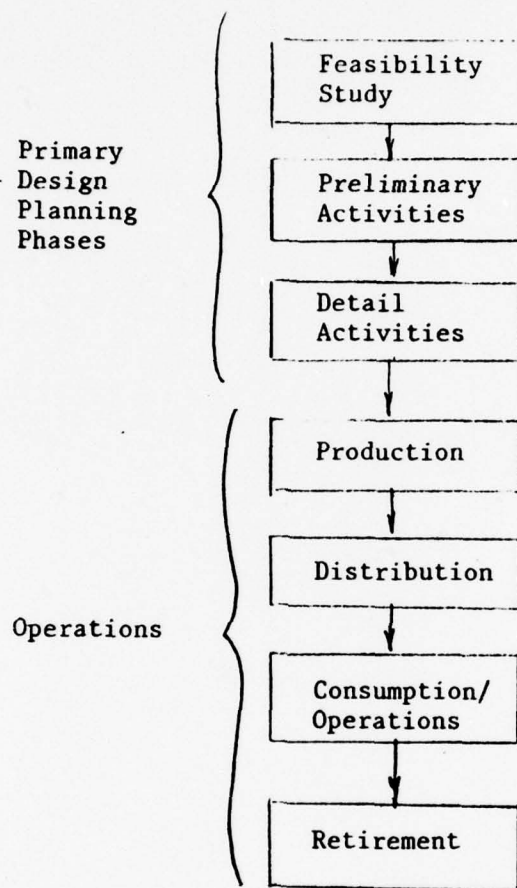 Feasibility
Study
Primary
Design
Planning
Phases
Preliminary
Activities
Detail
Activities
Production
Distribution
Operations
Consumption/
Operations
Retirement